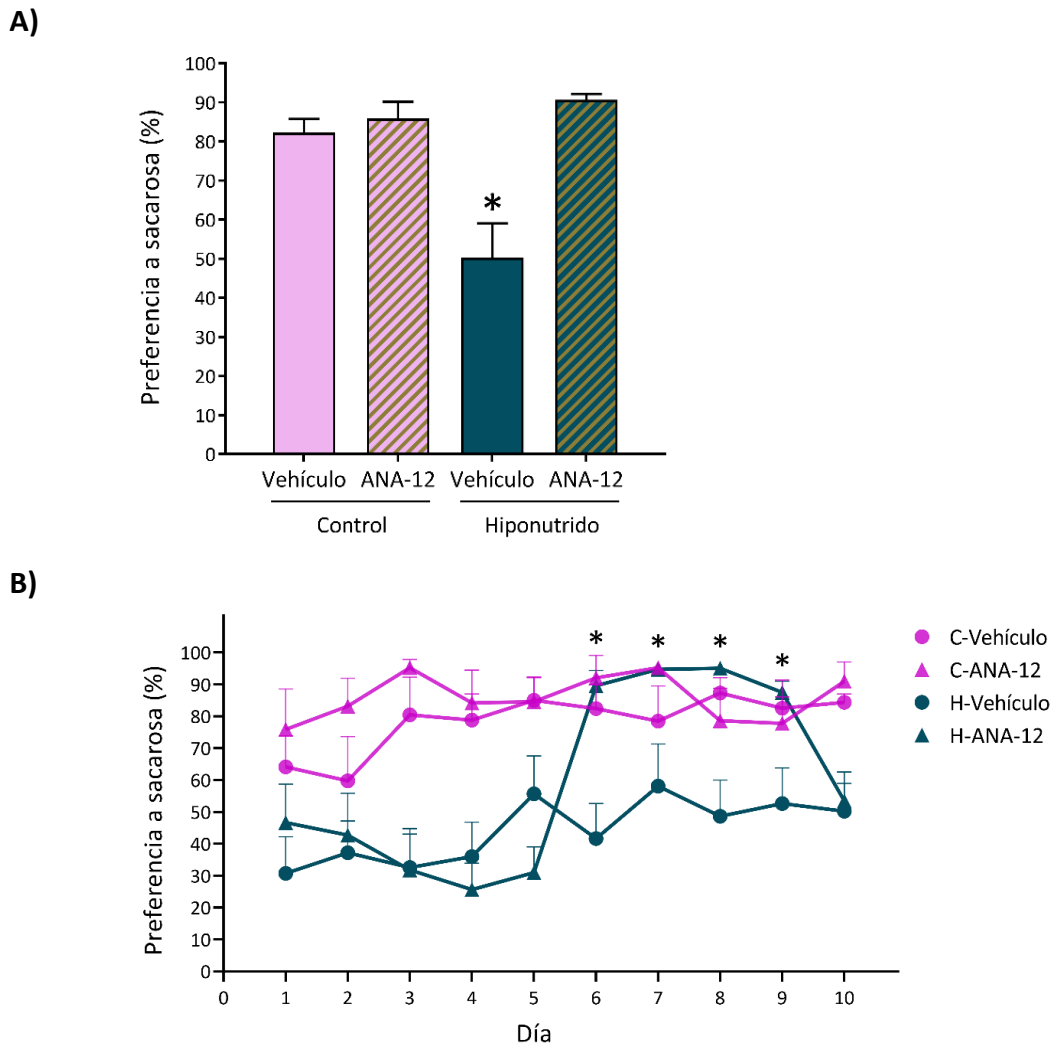 A)
Preferencia a sacarosa (%)
100
90
80
70
60
50
40
30
20
10
0
*
Vehículo ANA-12 Vehículo ANA-12
Control Hiponutrido
B)
Preferencia a sacarosa (%)
100
90
80
70
60
50
40
30
20
10
0
* * * *
0 1 2 3 4 5 6 7 8 9 10
Día
C-Vehículo
C-ANA-12
H-Vehículo
H-ANA-12